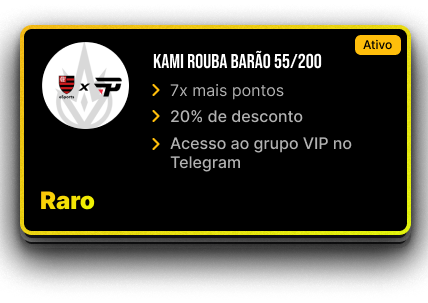 Ativo
KAMI ROUBA BARÃO 55/200
7x mais pontos
20% de desconto
Acesso ao grupo VIP no
Telegram
eSports
x
Raro